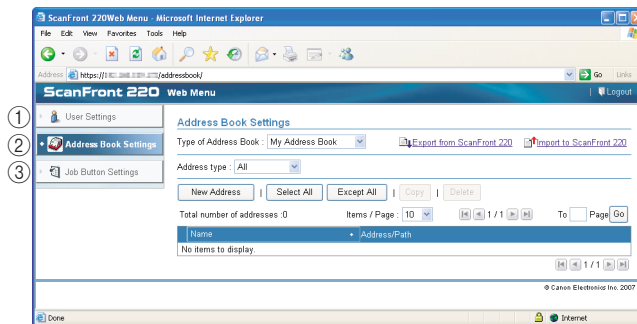 ScanFront 220Web Menu - Microsoft Internet Explorer
File Edit View Favorites Tools Help
Address https:// /addressbook/ Go Links
ScanFront 220 Web Menu | Logout
① User Settings
② Address Book Settings
③ Job Button Settings
Address Book Settings
Type of Address Book : My Address Book Export from ScanFront 220 Import to ScanFront 220
Address type : All
New Address | Select All Except All | Copy | Delete
Total number of addresses :0 Items / Page : 10 1 / 1 To Page Go
Name Address/Path
No items to display.
1 / 1
© Canon Electronics Inc. 2007
Done Internet